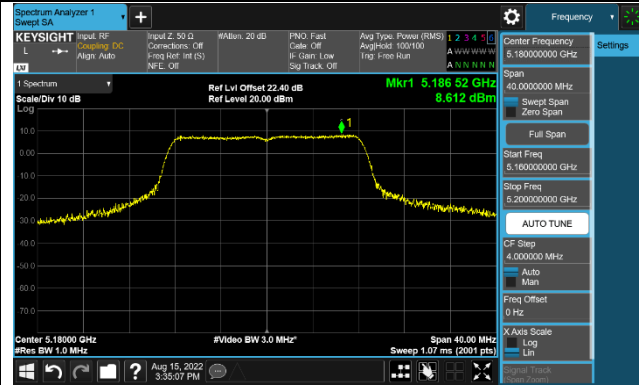 Spectrum Analyzer 1
Swept SA
Frequency
KEYSIGHT
L
Input: RF
Coupling: DC
Align: Auto
Input Z: 50 Ω
Corrections: Off
Freq Ref: Int (S)
NFE: Off
#Atten: 20 dB
PNO: Fast
Gate: Off
IF Gain: Low
Sig Track: Off
Avg Type: Power (RMS)
Avg|Hold: 100/100
Trig: Free Run
1 2 3 4 5 6
A W W W W W
A N N N N N
LXI
1 Spectrum
Scale/Div 10 dB
Log
Ref Lvl Offset 22.40 dB
Ref Level 20.00 dBm
Mkr1 5.186 52 GHz
8.612 dBm
1
10.0
0.00
-10.0
-20.0
-30.0
-40.0
-50.0
-60.0
-70.0
Center 5.18000 GHz
#Res BW 1.0 MHz
#Video BW 3.0 MHz*
Span 40.00 MHz
Sweep 1.07 ms (2001 pts)
Center Frequency
5.180000000 GHz
Span
40.0000000 MHz
Swept Span
Zero Span
Full Span
Start Freq
5.160000000 GHz
Stop Freq
5.200000000 GHz
AUTO TUNE
CF Step
4.000000 MHz
Auto
Man
Freq Offset
0 Hz
X Axis Scale
Log
Lin
Signal Track
(Span Zoom)
Settings
?
Aug 15, 2022
3:35:07 PM